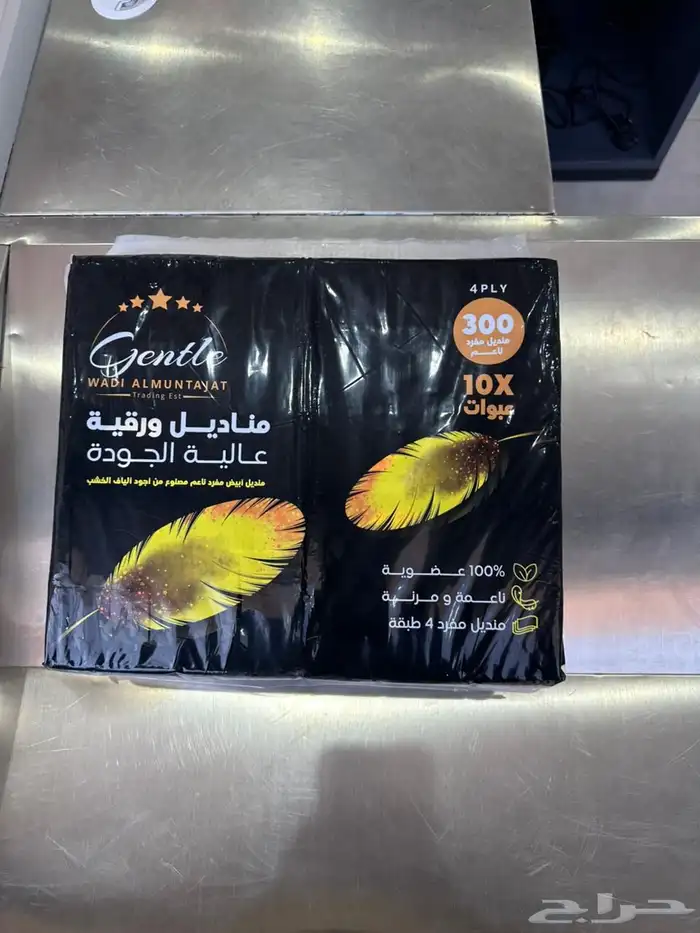 Gentle
WADI ALMUNTAJAT
Trading Est
مناديل ورقية
عالية الجودة
منديل أبيض مفرد ناعم مصنوع من أجود ألياف الخشب
4PLY
300
منديل مفرد
ناعم
10X
عبوات
100% عضوية
ناعمة و مرنة
منديل مفرد 4 طبقة
حراج